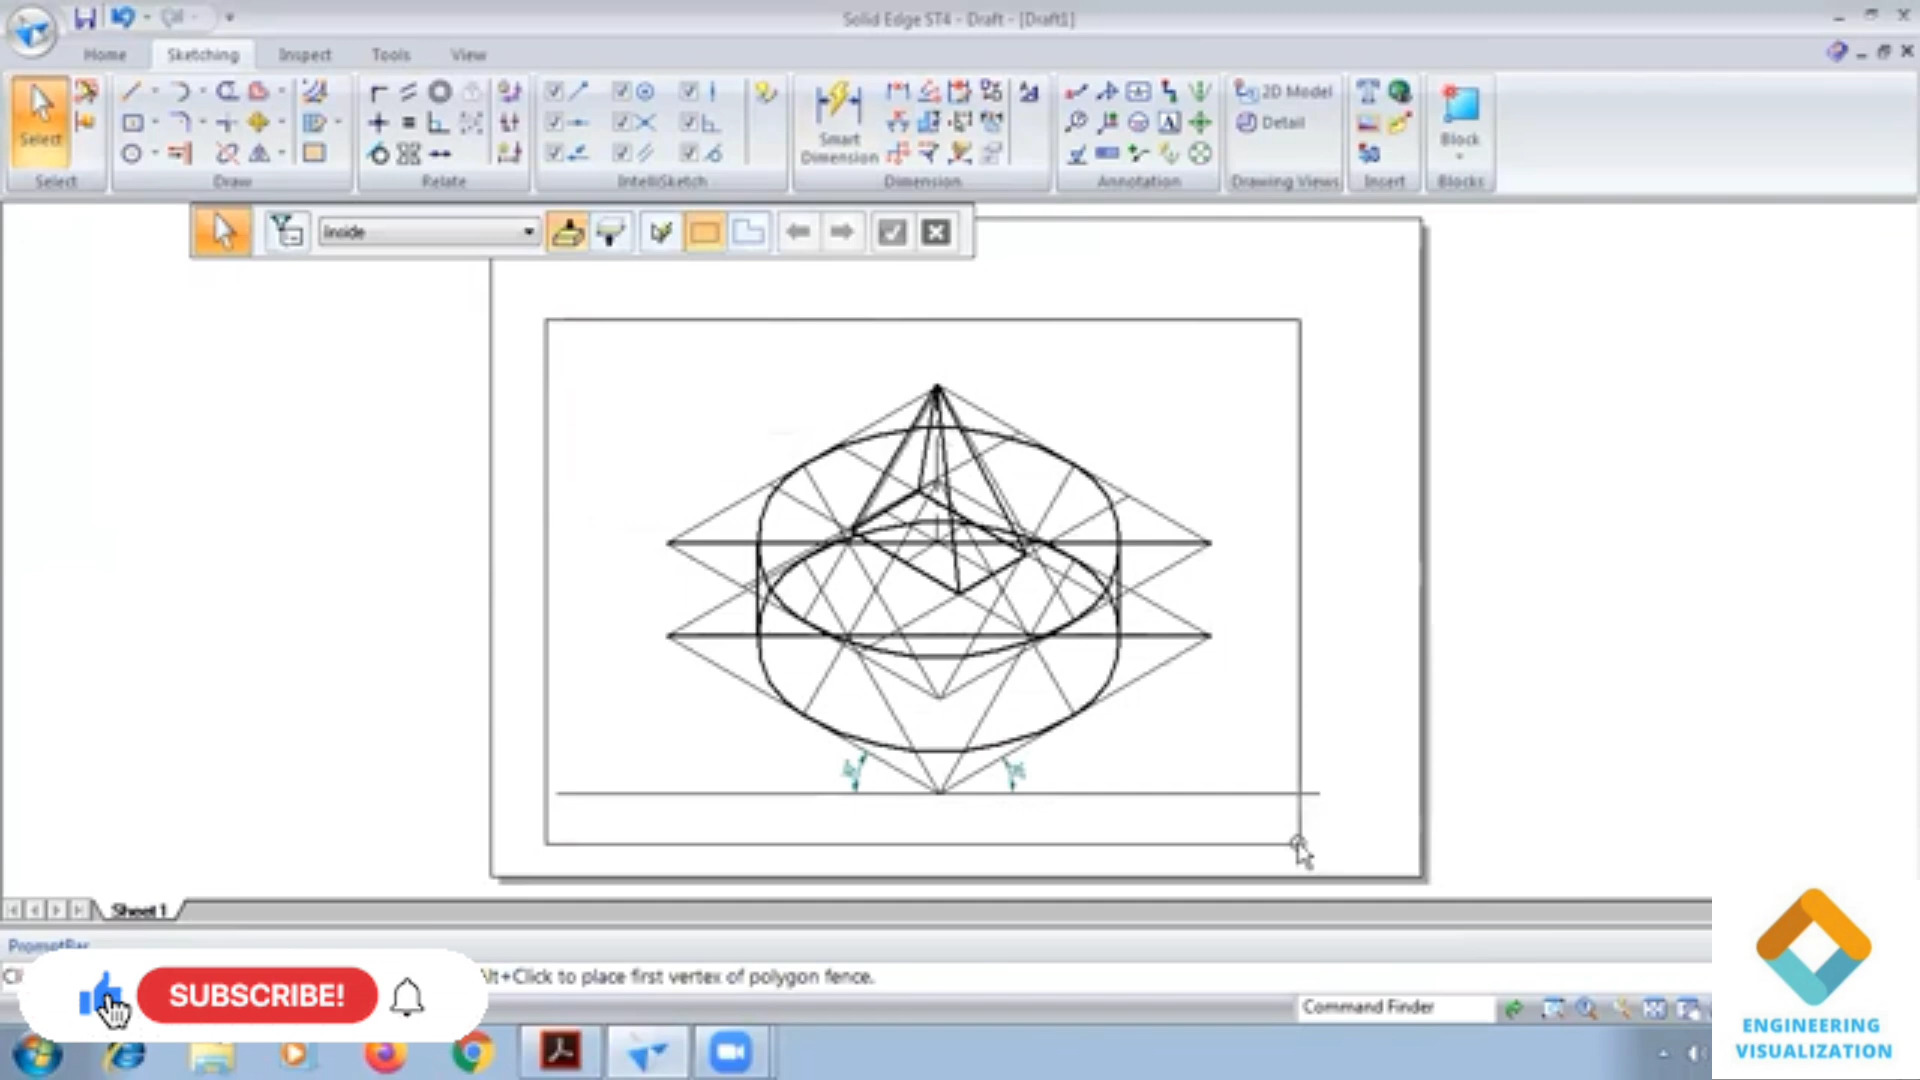 Solid Edge ST4 - Draft - [Draft1]
Home Sketching Inspect Tools View
Select
Smart Dimension
2D Model
Detail
Block
Select Draw Relate IntelliSketch Dimension Annotation Drawing Views Insert Blocks
Inside
Sheet1
PromptBar
Alt+Click to place first vertex of polygon fence.
SUBSCRIBE!
Command Finder
ENGINEERING
VISUALIZATION